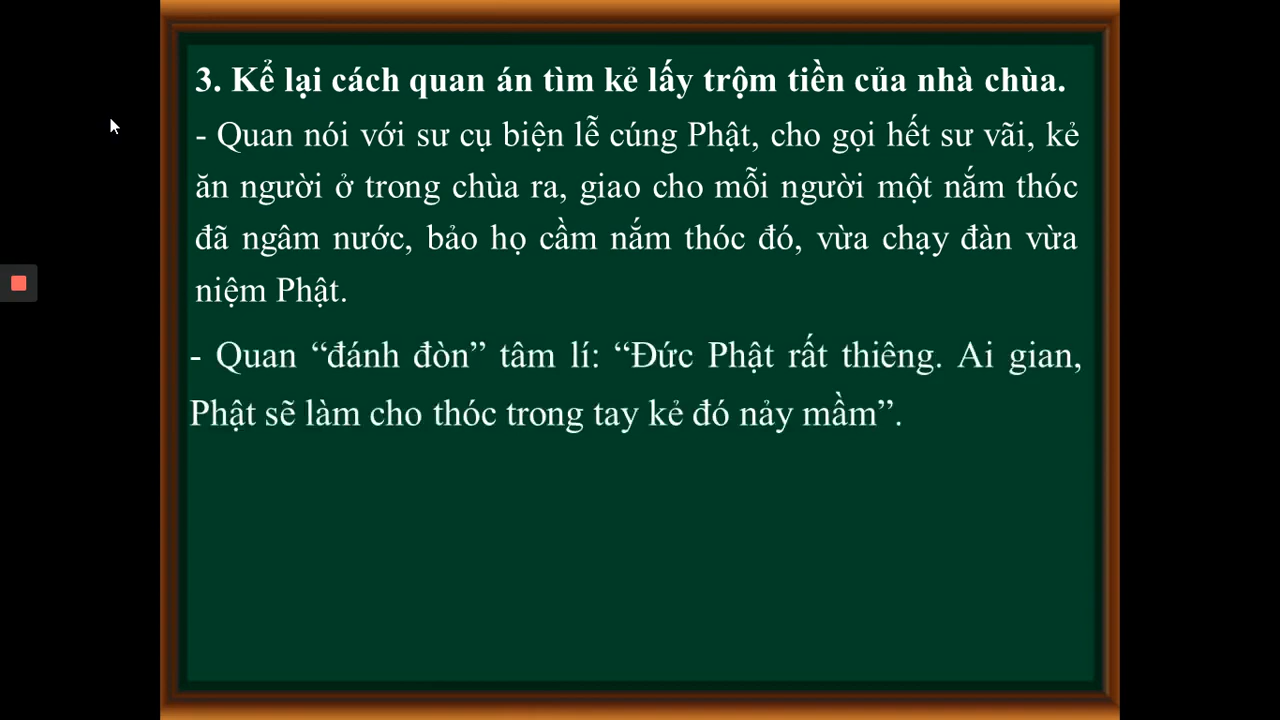 3. Kể lại cách quan án tìm kẻ lấy trộm tiền của nhà chùa.
- Quan nói với sư cụ biện lễ cúng Phật, cho gọi hết sư vãi, kẻ
ăn người ở trong chùa ra, giao cho mỗi người một nắm thóc
đã ngâm nước, bảo họ cầm nắm thóc đó, vừa chạy đàn vừa
niệm Phật.
- Quan “đánh đòn” tâm lí: “Đức Phật rất thiêng. Ai gian,
Phật sẽ làm cho thóc trong tay kẻ đó nảy mầm”.